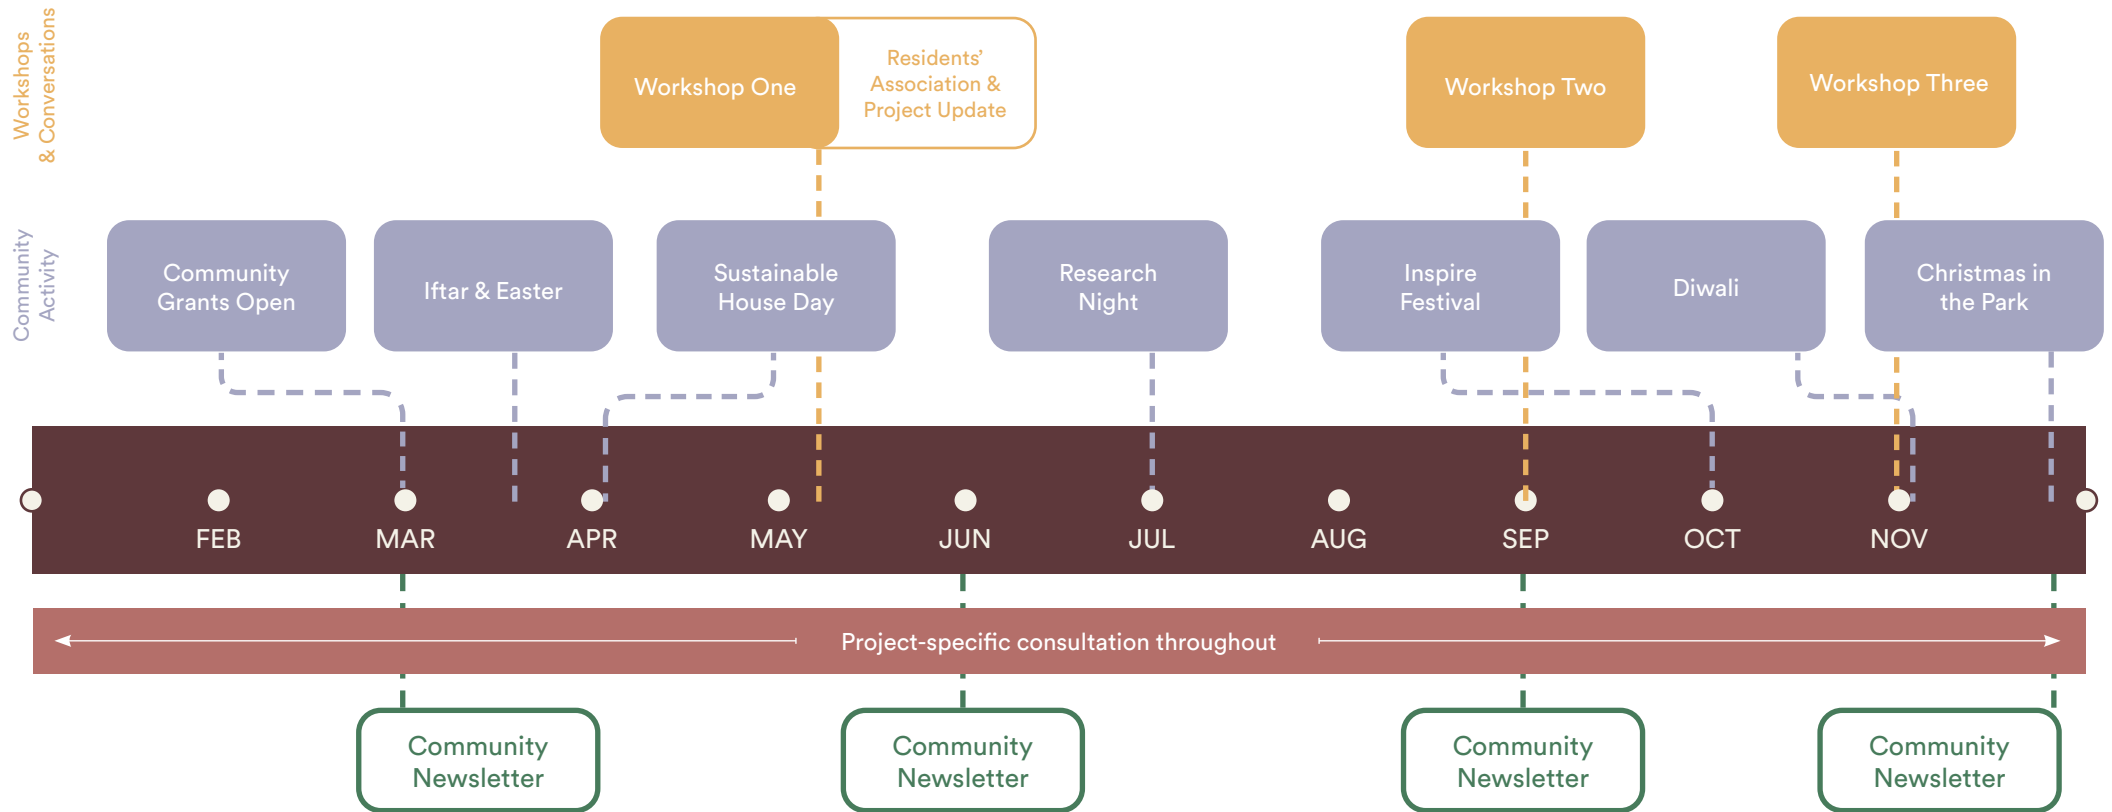 Workshops
& Conversations
Workshop One
Residents’
Association &
Project Update
Workshop Two
Workshop Three
Community
Activity
Community
Grants Open
Iftar & Easter
Sustainable
House Day
Research
Night
Inspire
Festival
Diwali
Christmas in
the Park
FEB
MAR
APR
MAY
JUN
JUL
AUG
SEP
OCT
NOV
Project-specific consultation throughout
Community
Newsletter
Community
Newsletter
Community
Newsletter
Community
Newsletter